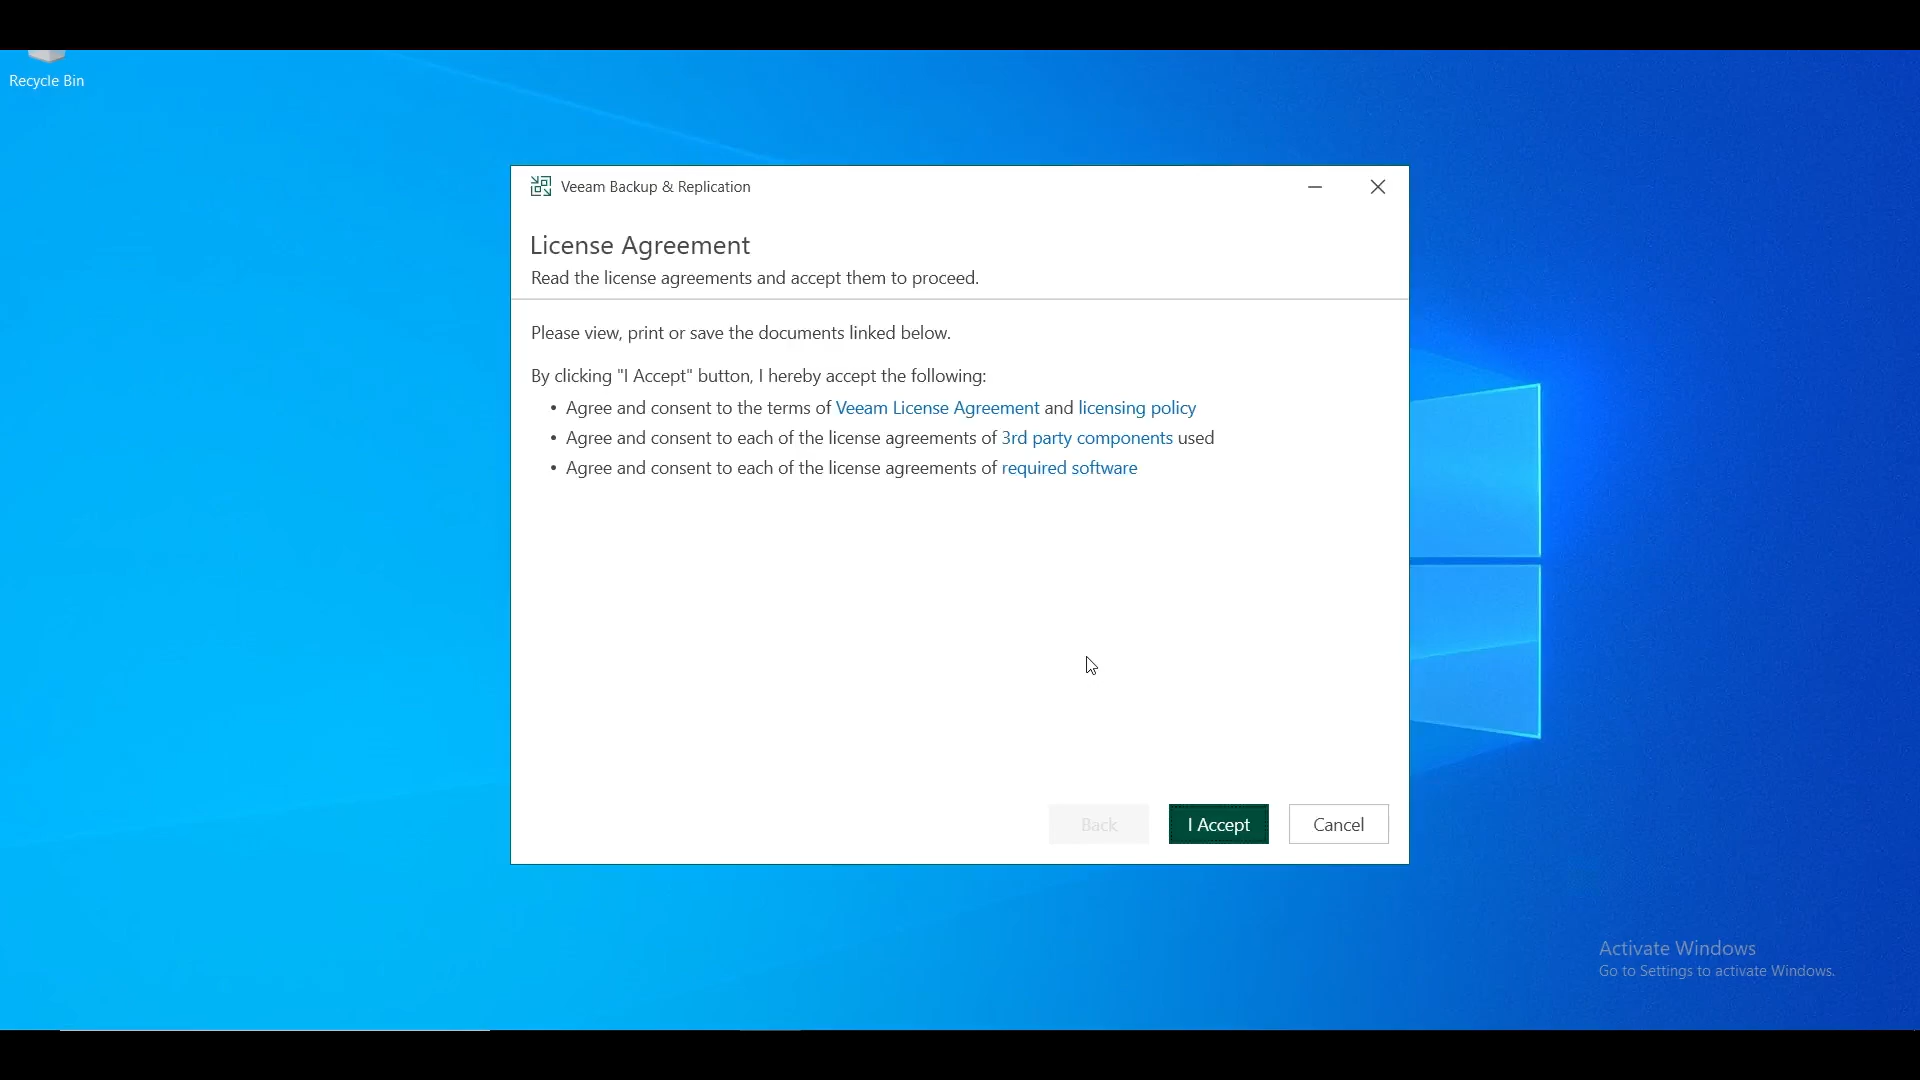 Recycle Bin
Veeam Backup & Replication
License Agreement
Read the license agreements and accept them to proceed.
Please view, print or save the documents linked below.
By clicking "I Accept" button, I hereby accept the following:
• Agree and consent to the terms of Veeam License Agreement and licensing policy
• Agree and consent to each of the license agreements of 3rd party components used
• Agree and consent to each of the license agreements of required software
Back
I Accept
Cancel
Activate Windows
Go to Settings to activate Windows.